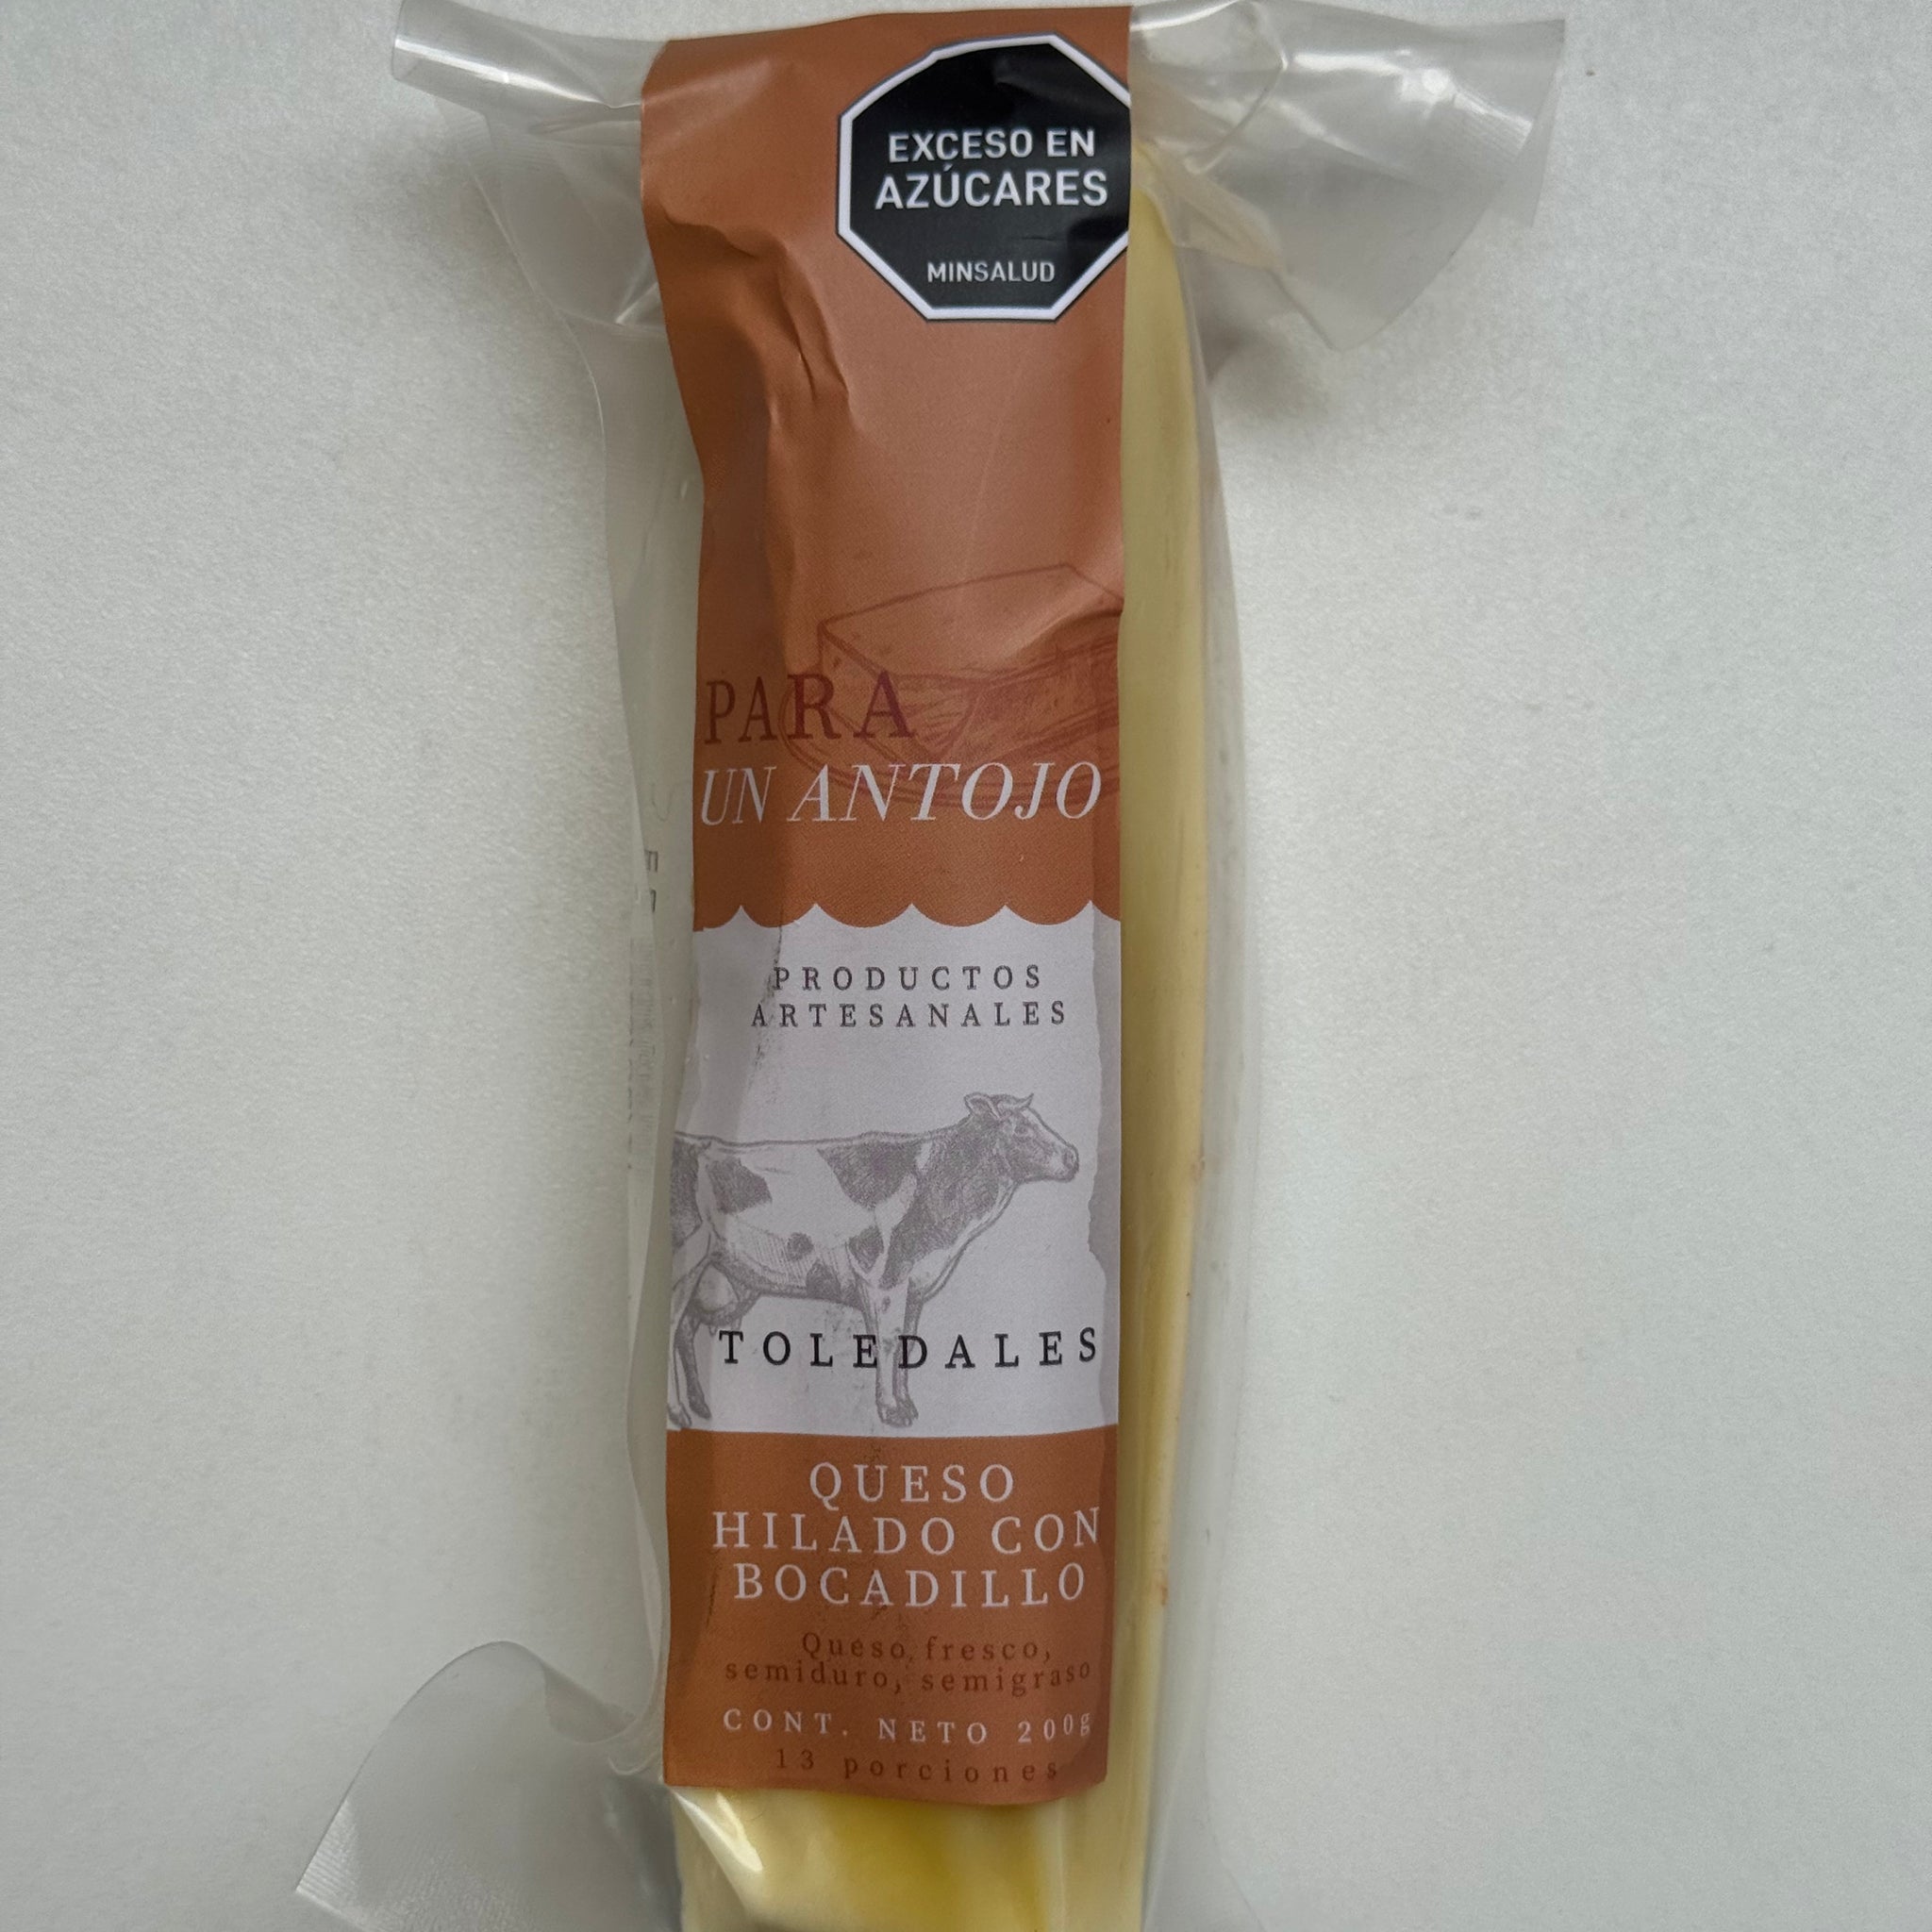 EXCESO EN
AZÚCARES
MINSALUD
PARA
UN ANTOJO
PRODUCTOS
ARTESANALES
TOLEDALES
QUESO
HILADO CON
BOCADILLO
Queso fresco,
semiduro, semigraso
CONT. NETO 200g
13 porciones